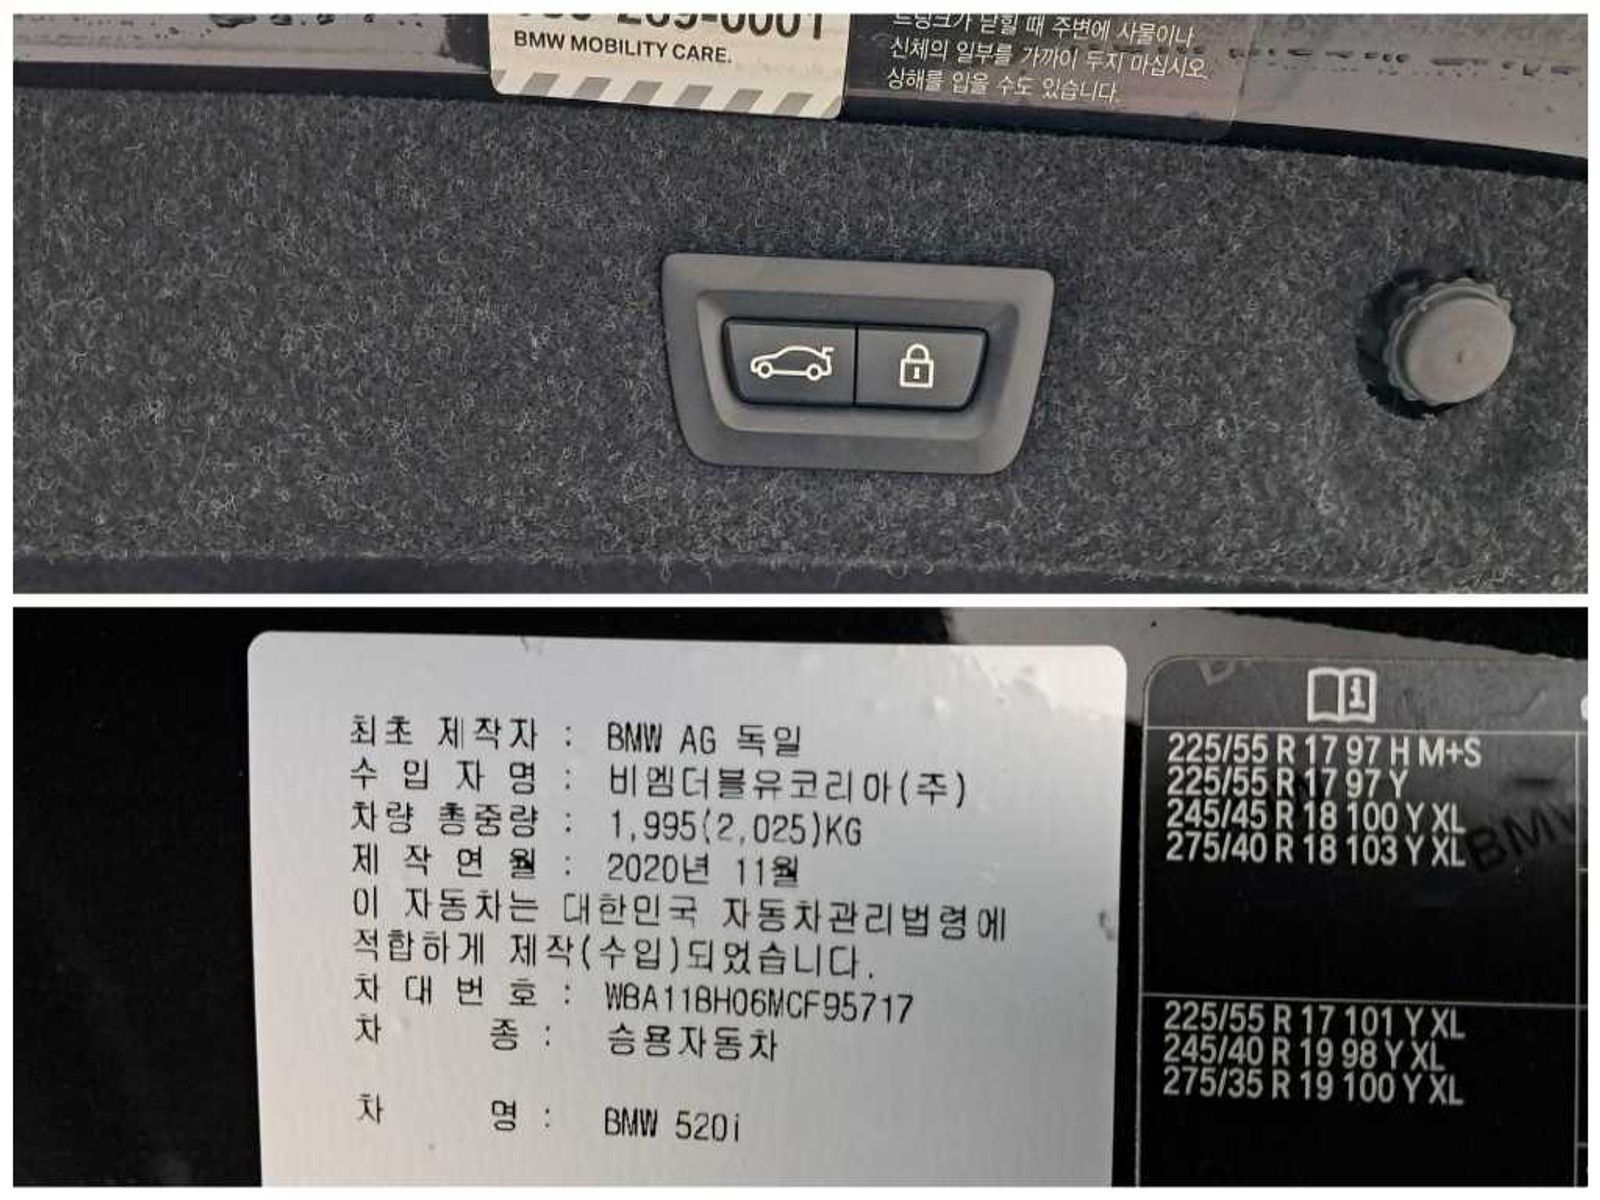 080-269-0001
BMW MOBILITY CARE.
트렁크가 닫힐 때 주변에 사물이나
신체의 일부를 가까이 두지 마십시오.
상해를 입을 수도 있습니다.
최초 제작자 : BMW AG 독일
수 입 자 명 : 비엠더블유코리아(주)
차량 총중량 : 1,995(2,025)KG
제 작 연 월 : 2020년 11월
이 자동차는 대한민국 자동차관리법령에
적합하게 제작(수입)되었습니다.
차 대 번 호 : WBA11BH06MCF95717
차 종 : 승용자동차
차 명 : BMW 520i
225/55 R 17 97 H M+S
225/55 R 17 97 Y
245/45 R 18 100 Y XL
275/40 R 18 103 Y XL
225/55 R 17 101 Y XL
245/40 R 19 98 Y XL
275/35 R 19 100 Y XL
BMW